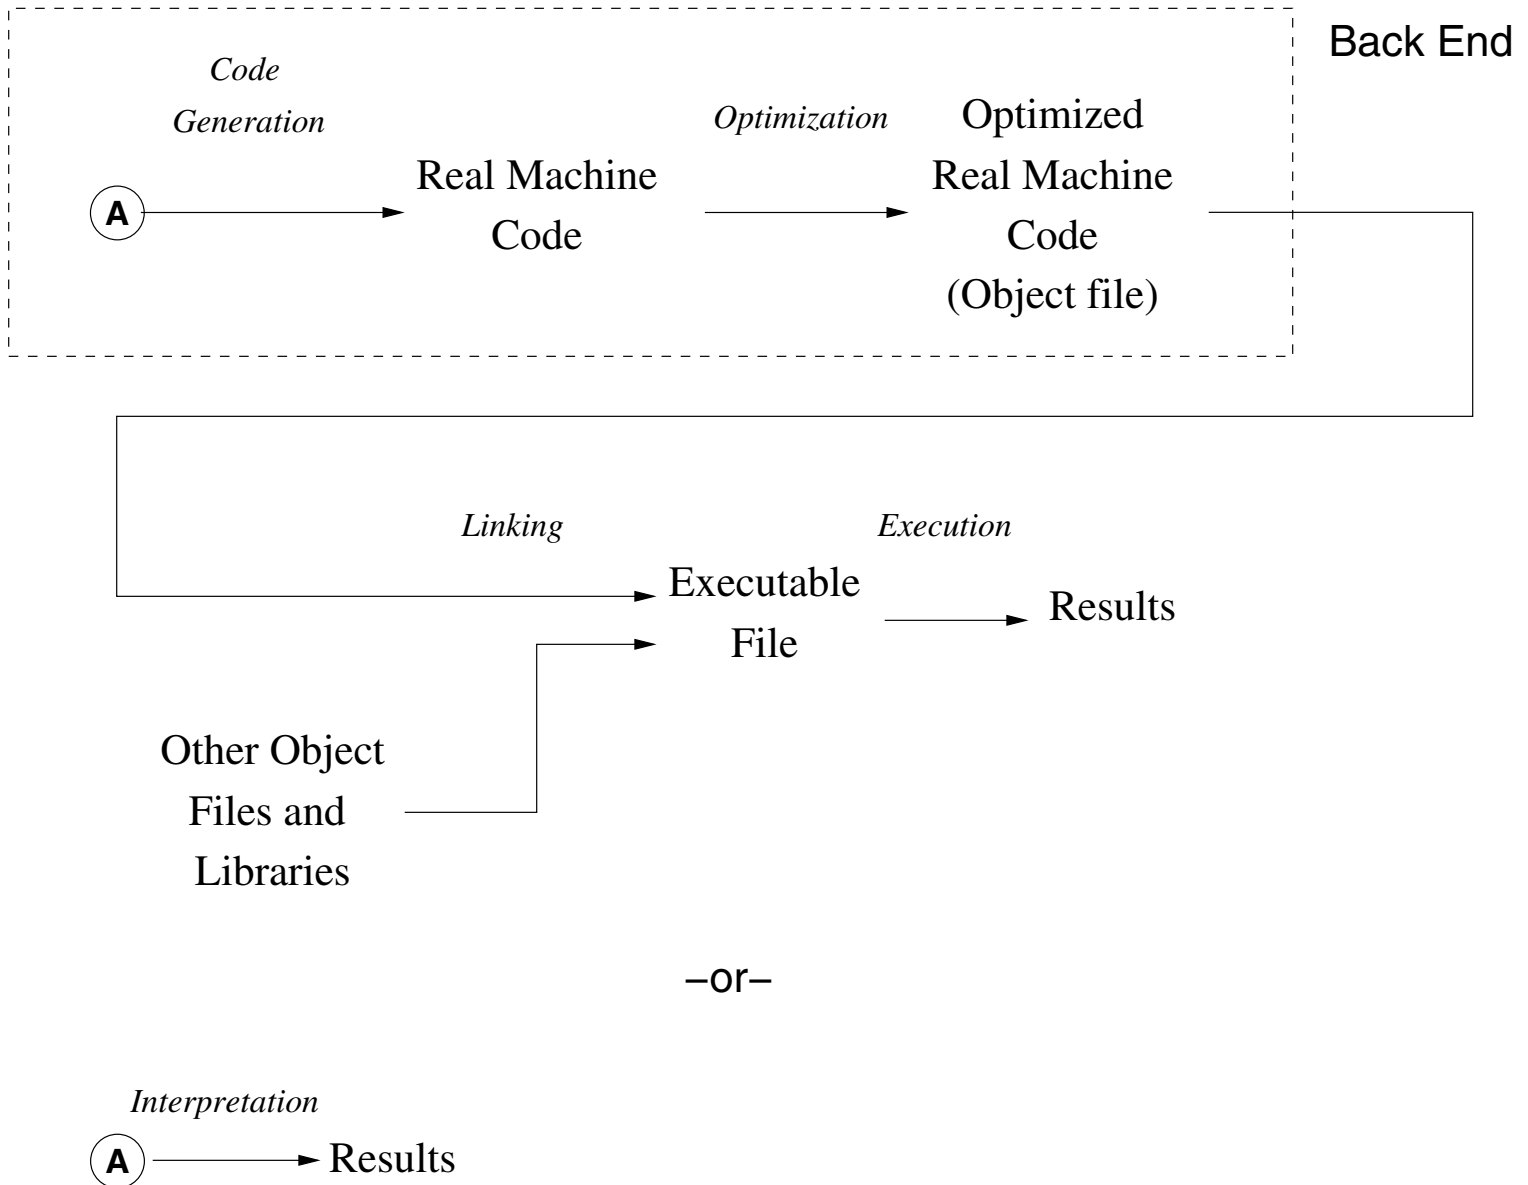 Back End
Code
Generation
A
Real Machine
Code
Optimization
Optimized
Real Machine
Code
(Object file)
Linking
Execution
Executable
File
Results
Other Object
Files and
Libraries
–or–
Interpretation
A
Results